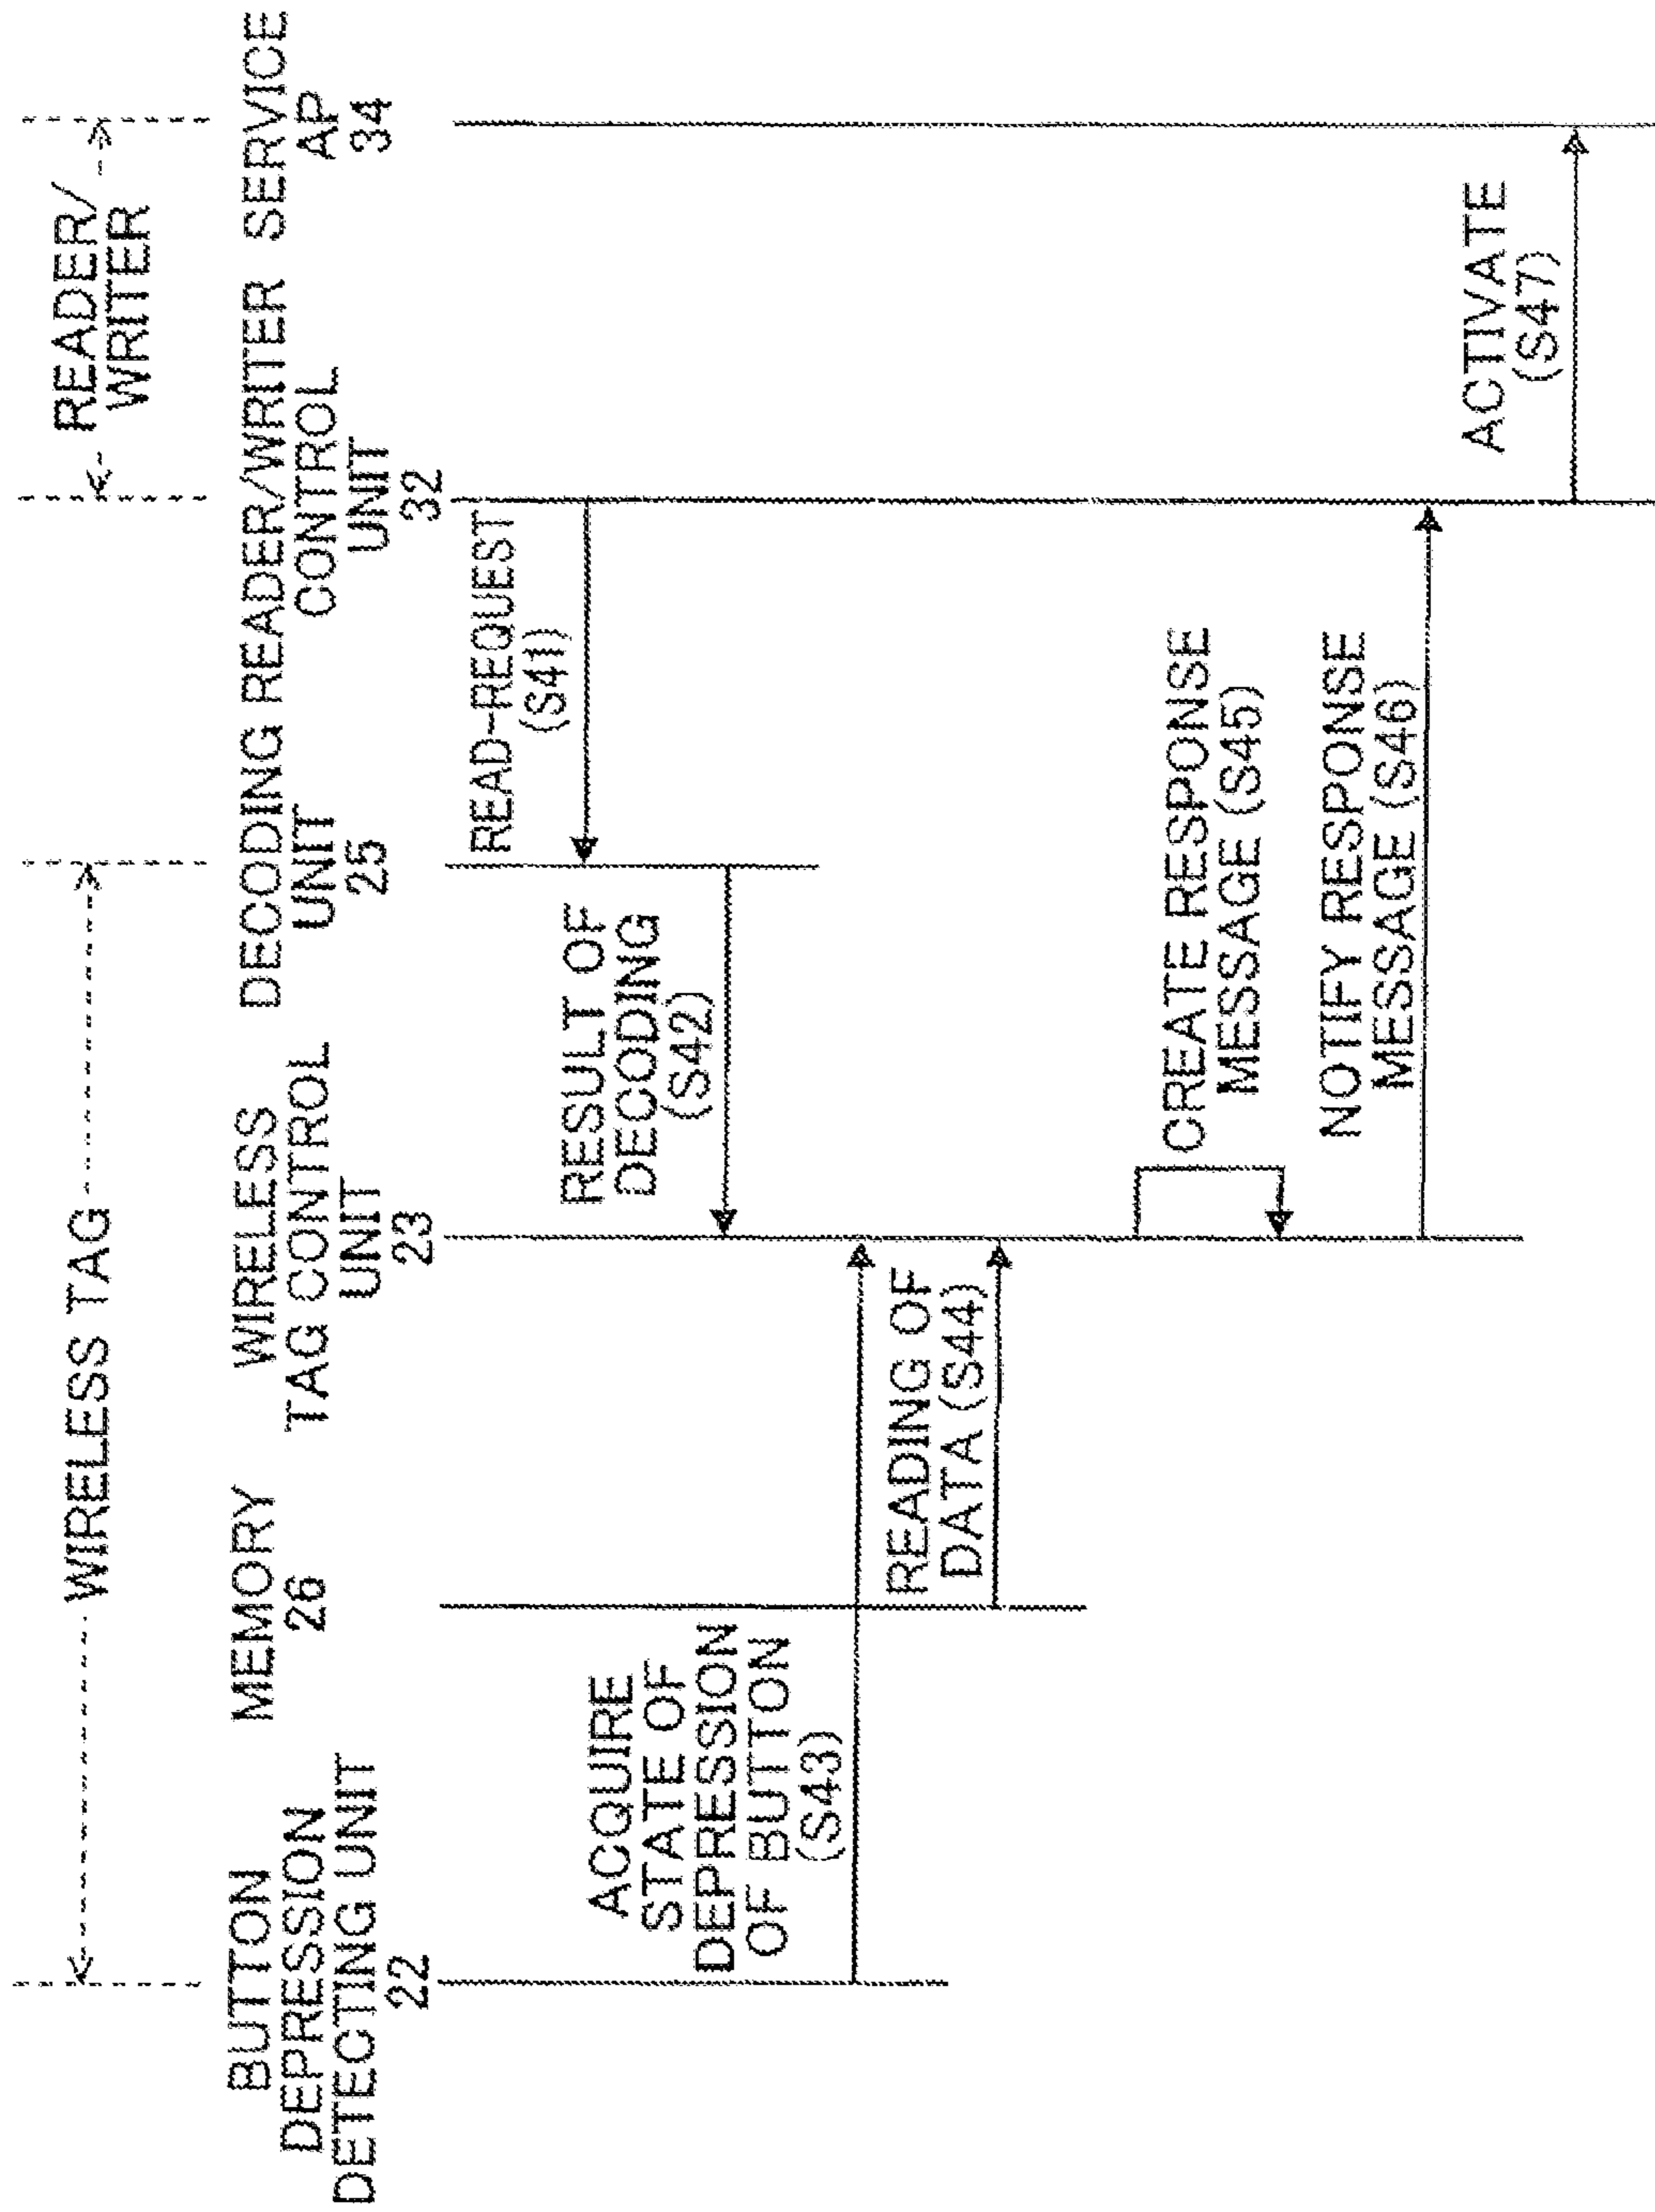 WIRELESS TAG
READER/
WRITER
BUTTON
DEPRESSION
DETECTING UNIT
22
MEMORY
26
WIRELESS
TAG CONTROL
UNIT
23
DECODING
UNIT
25
READER/WRITER
CONTROL
UNIT
32
SERVICE
AP
34
READ-REQUEST
(S41)
RESULT OF
DECODING
(S42)
ACQUIRE
STATE OF
DEPRESSION
OF BUTTON
(S43)
READING OF
DATA (S44)
CREATE RESPONSE
MESSAGE (S45)
NOTIFY RESPONSE
MESSAGE (S46)
ACTIVATE
(S47)